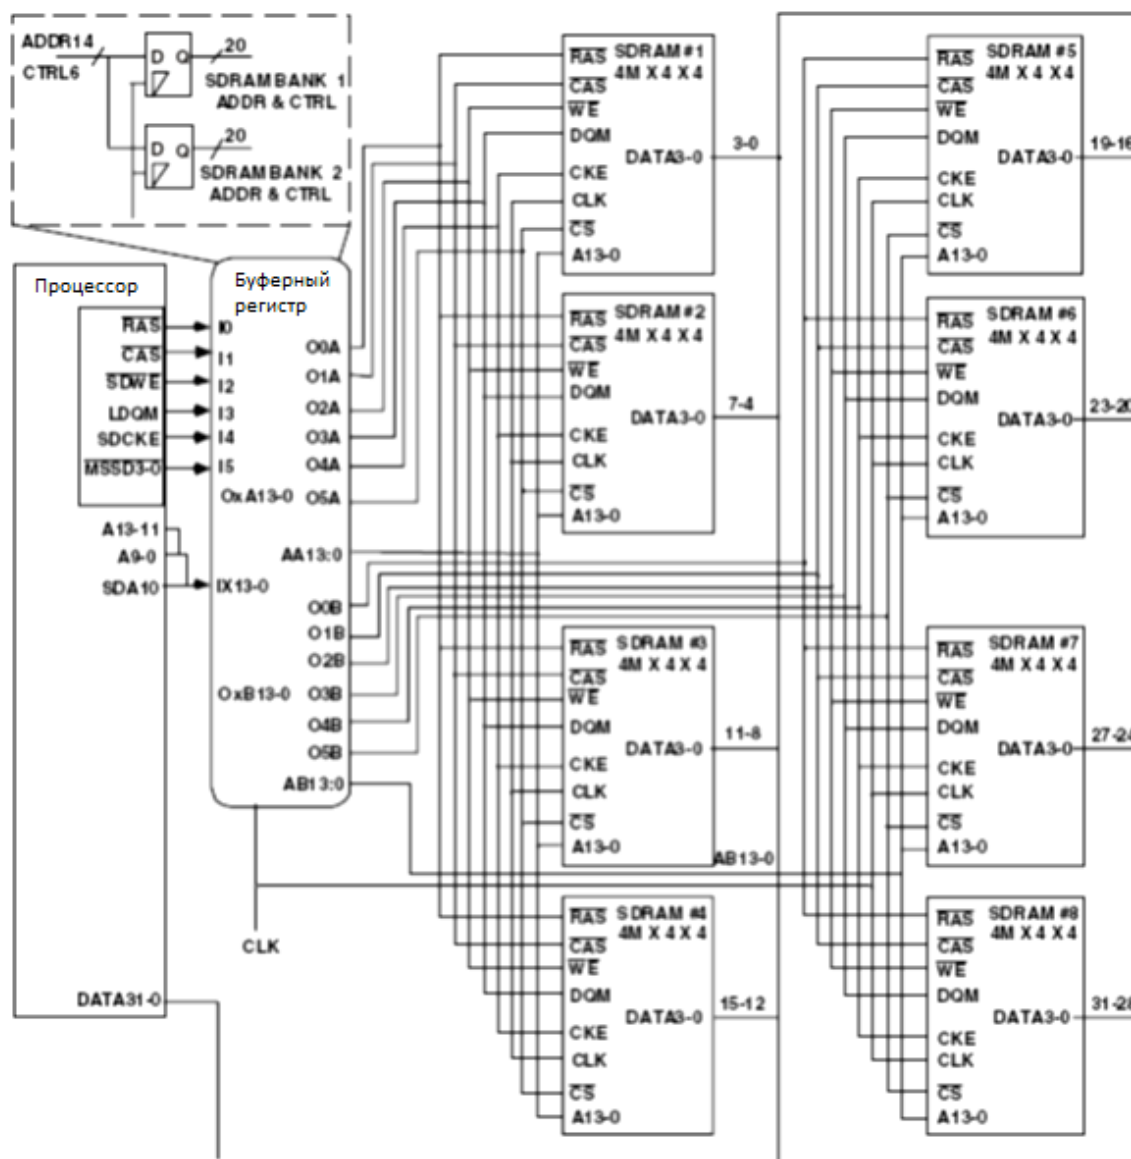 ADDR14
CTRL6
D Q
20
SDRAM BANK 1
ADDR & CTRL
D Q
20
SDRAM BANK 2
ADDR & CTRL
Процессор
RAS
CAS
SDWE
LDQM
SDCKE
MSSD3-0
A13-11
A9-0
SDA10
DATA31-0
Буферный
регистр
I0
I1
I2
I3
I4
I5
IX13-0
O0A
O1A
O2A
O3A
O4A
OxA13-0
O5A
AA13:0
O0B
O1B
O2B
OxB13-0 O3B
O4B
O5B
AB13:0
CLK
AB13-0
RAS SDRAM #1
4M X 4 X 4
CAS
WE
DQM
DATA3-0
3-0
CKE
CLK
CS
A13-0
RAS SDRAM #2
4M X 4 X 4
CAS
WE
DQM
DATA3-0
7-4
CKE
CLK
CS
A13-0
RAS SDRAM #3
4M X 4 X 4
CAS
WE
DQM
DATA3-0
11-8
CKE
CLK
CS
A13-0
RAS SDRAM #4
4M X 4 X 4
CAS
WE
DQM
DATA3-0
15-12
CKE
CLK
CS
A13-0
RAS SDRAM #5
4M X 4 X 4
CAS
WE
DQM
DATA3-0
19-16
CKE
CLK
CS
A13-0
RAS SDRAM #6
4M X 4 X 4
CAS
WE
DQM
DATA3-0
23-20
CKE
CLK
CS
A13-0
RAS SDRAM #7
4M X 4 X 4
CAS
WE
DQM
DATA3-0
27-24
CKE
CLK
CS
A13-0
RAS SDRAM #8
4M X 4 X 4
CAS
WE
DQM
DATA3-0
31-28
CKE
CLK
CS
A13-0